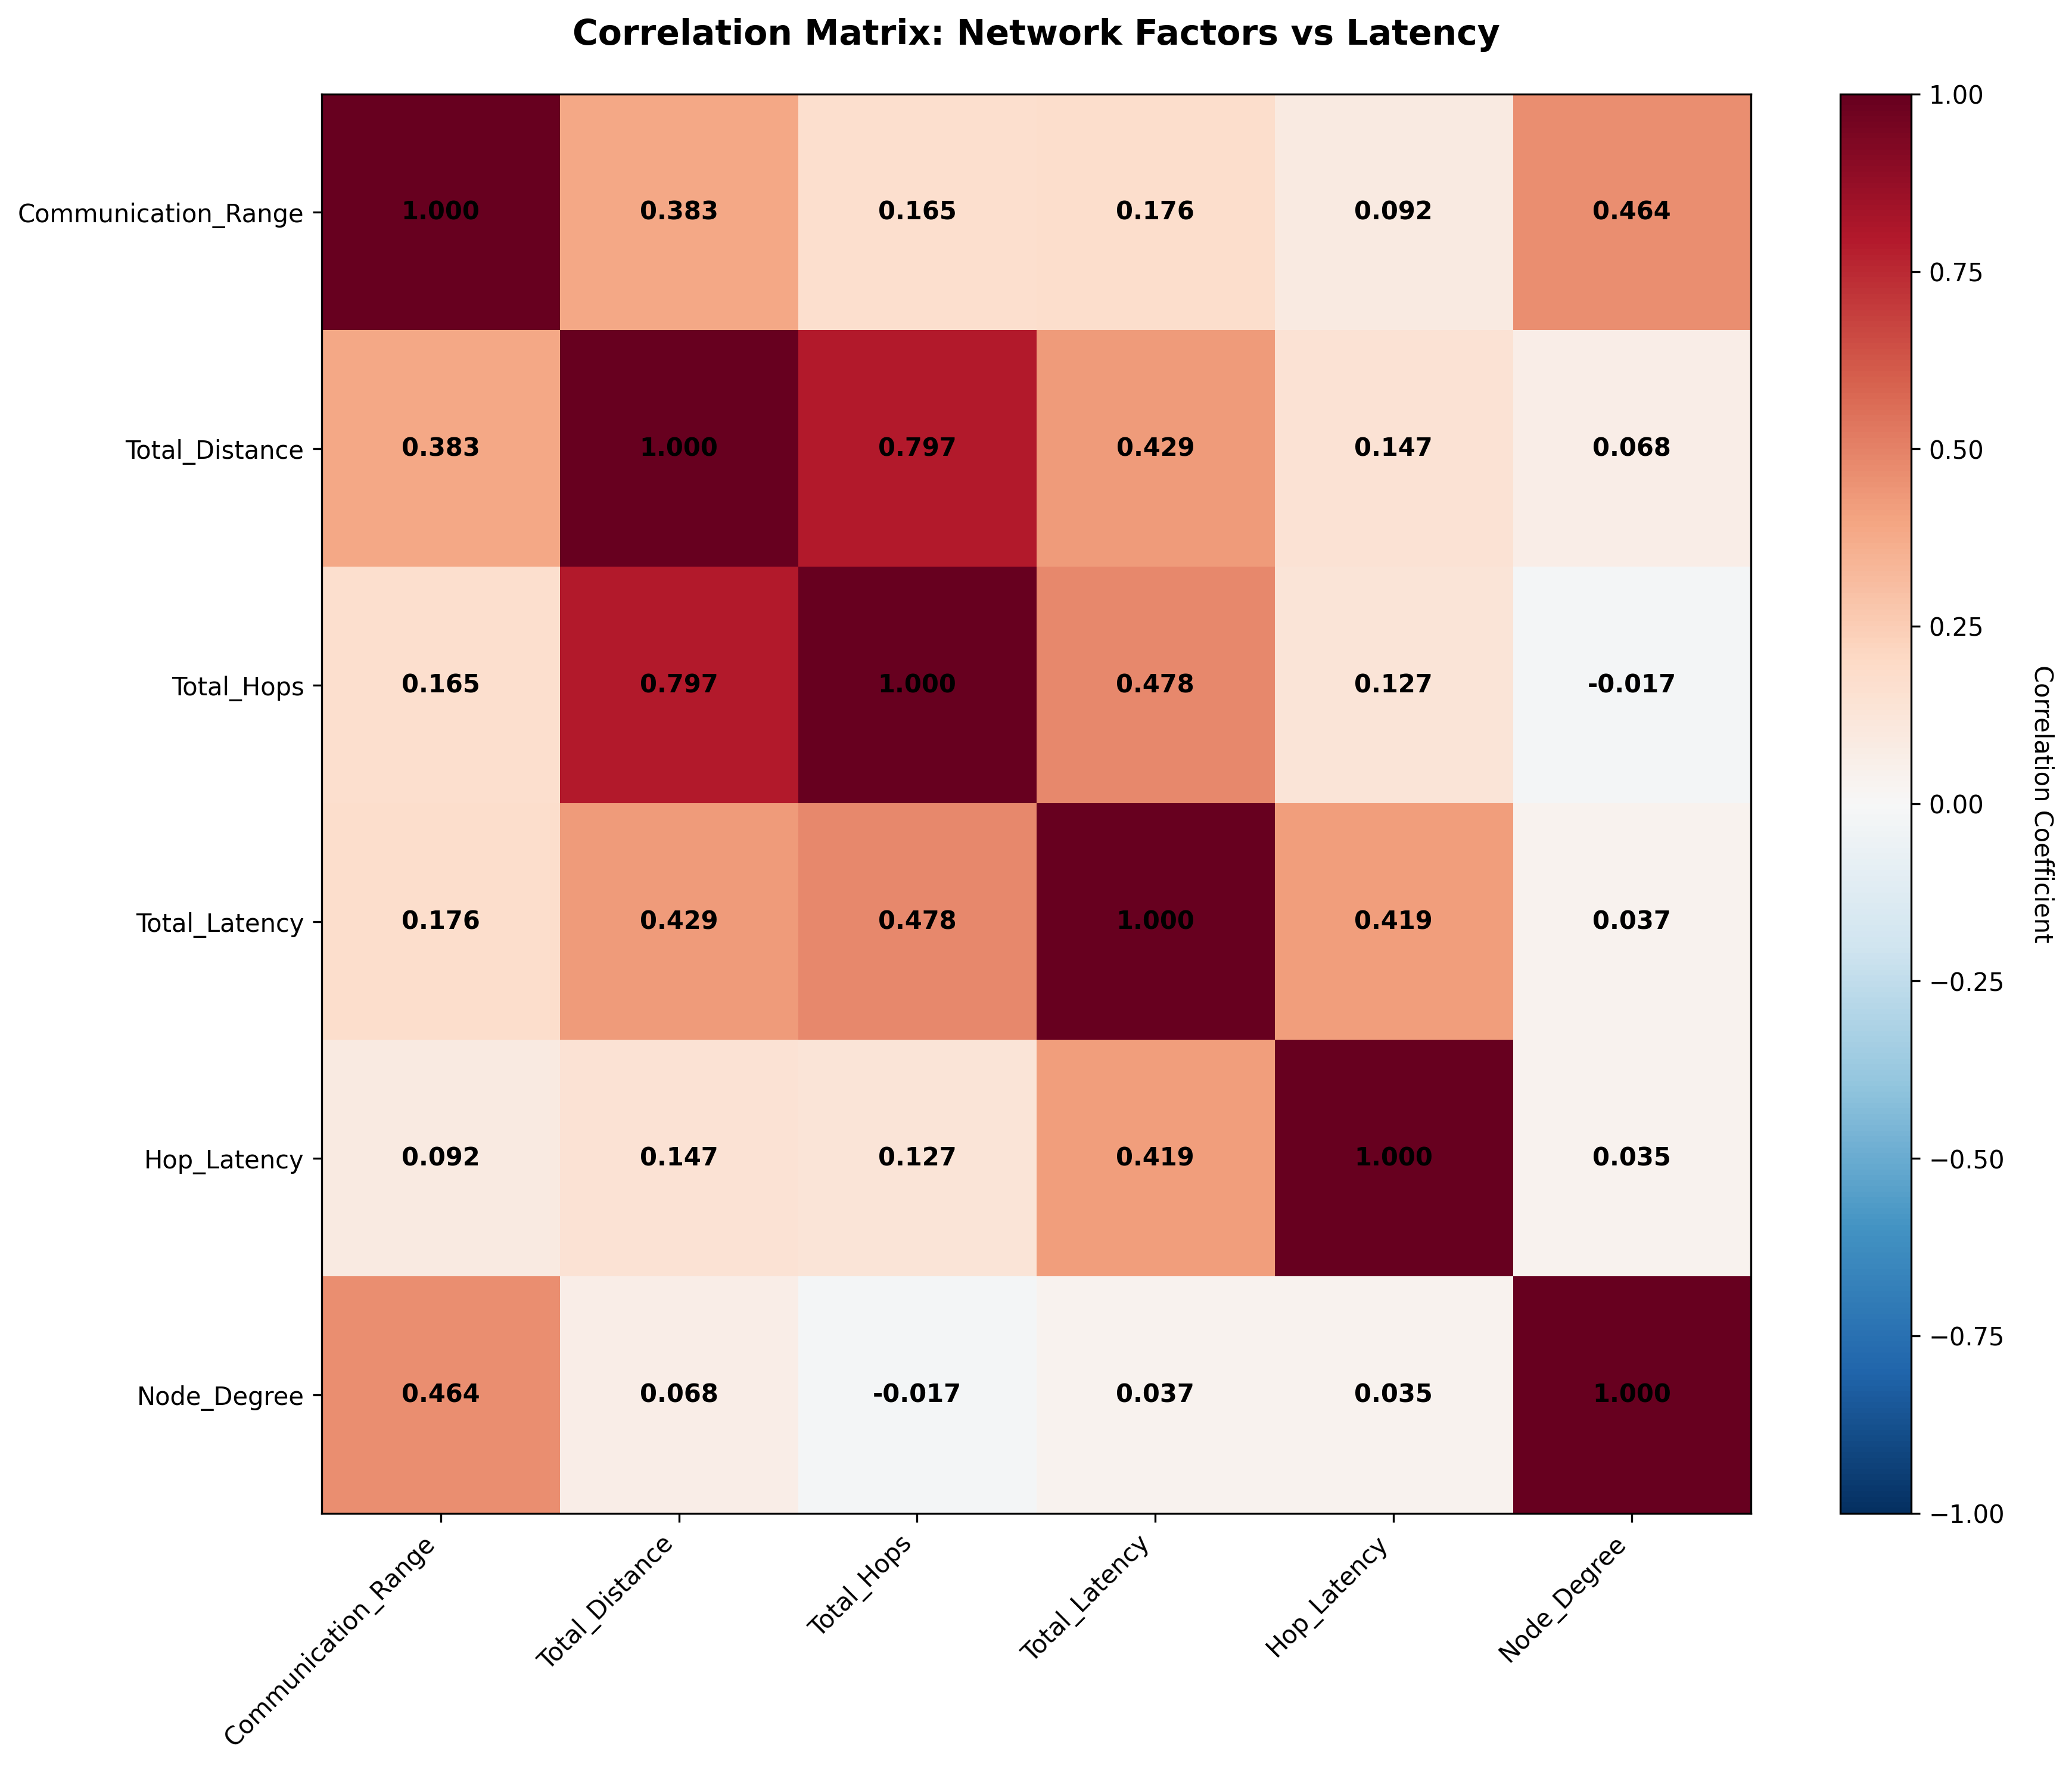 Correlation Matrix: Network Factors vs Latency
Communication_Range
1.000 0.383 0.165 0.176 0.092 0.464
Total_Distance
0.383 1.000 0.797 0.429 0.147 0.068
Total_Hops
0.165 0.797 1.000 0.478 0.127 -0.017
Total_Latency
0.176 0.429 0.478 1.000 0.419 0.037
Hop_Latency
0.092 0.147 0.127 0.419 1.000 0.035
Node_Degree
0.464 0.068 -0.017 0.037 0.035 1.000
Communication_Range
Total_Distance
Total_Hops
Total_Latency
Hop_Latency
Node_Degree
1.00
0.75
0.50
0.25
0.00
−0.25
−0.50
−0.75
−1.00
Correlation Coefficient